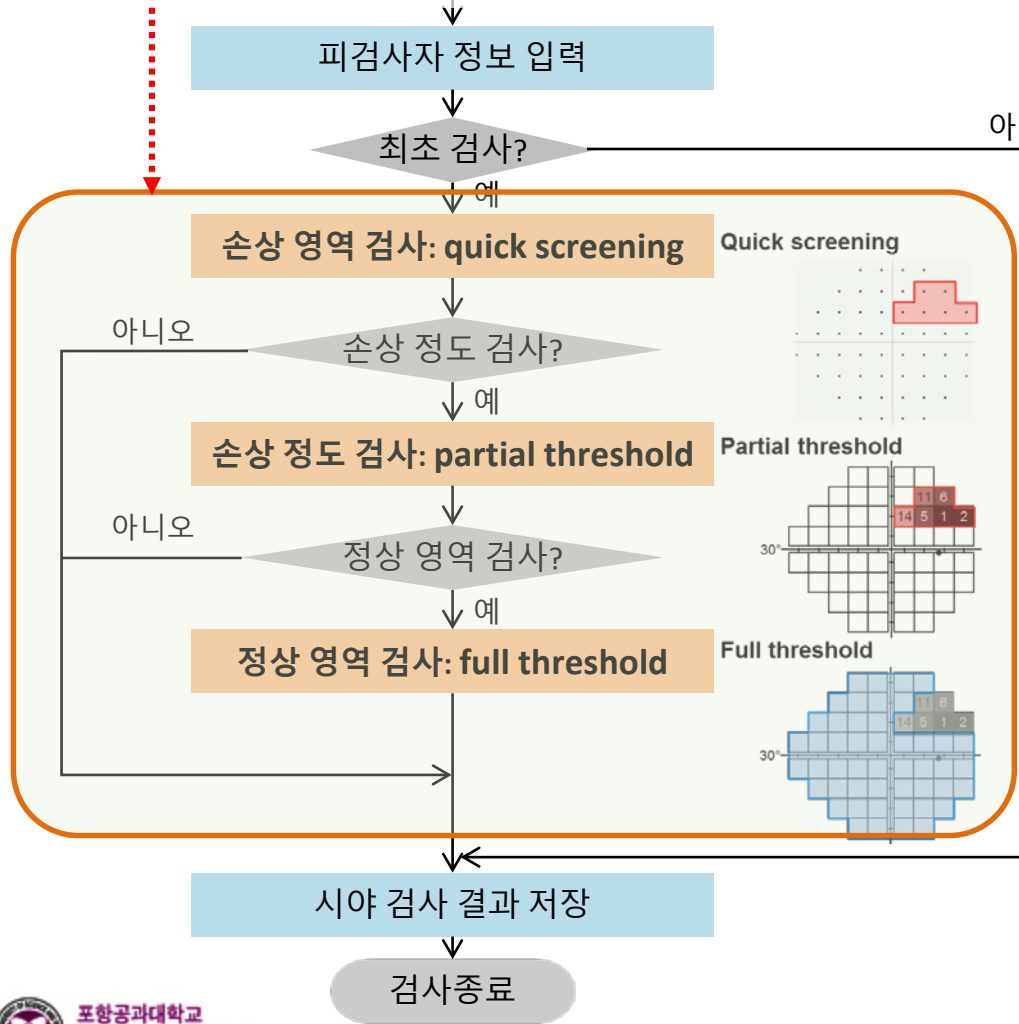 피검사자 정보 입력
최초 검사?
아
예
손상 영역 검사: quick screening
Quick screening
아니오
손상 정도 검사?
예
손상 정도 검사: partial threshold
Partial threshold
11 6
14 5 1 2
30°
아니오
정상 영역 검사?
예
정상 영역 검사: full threshold
Full threshold
11 6
14 5 1 2
30°
시야 검사 결과 저장
검사종료
포항공과대학교